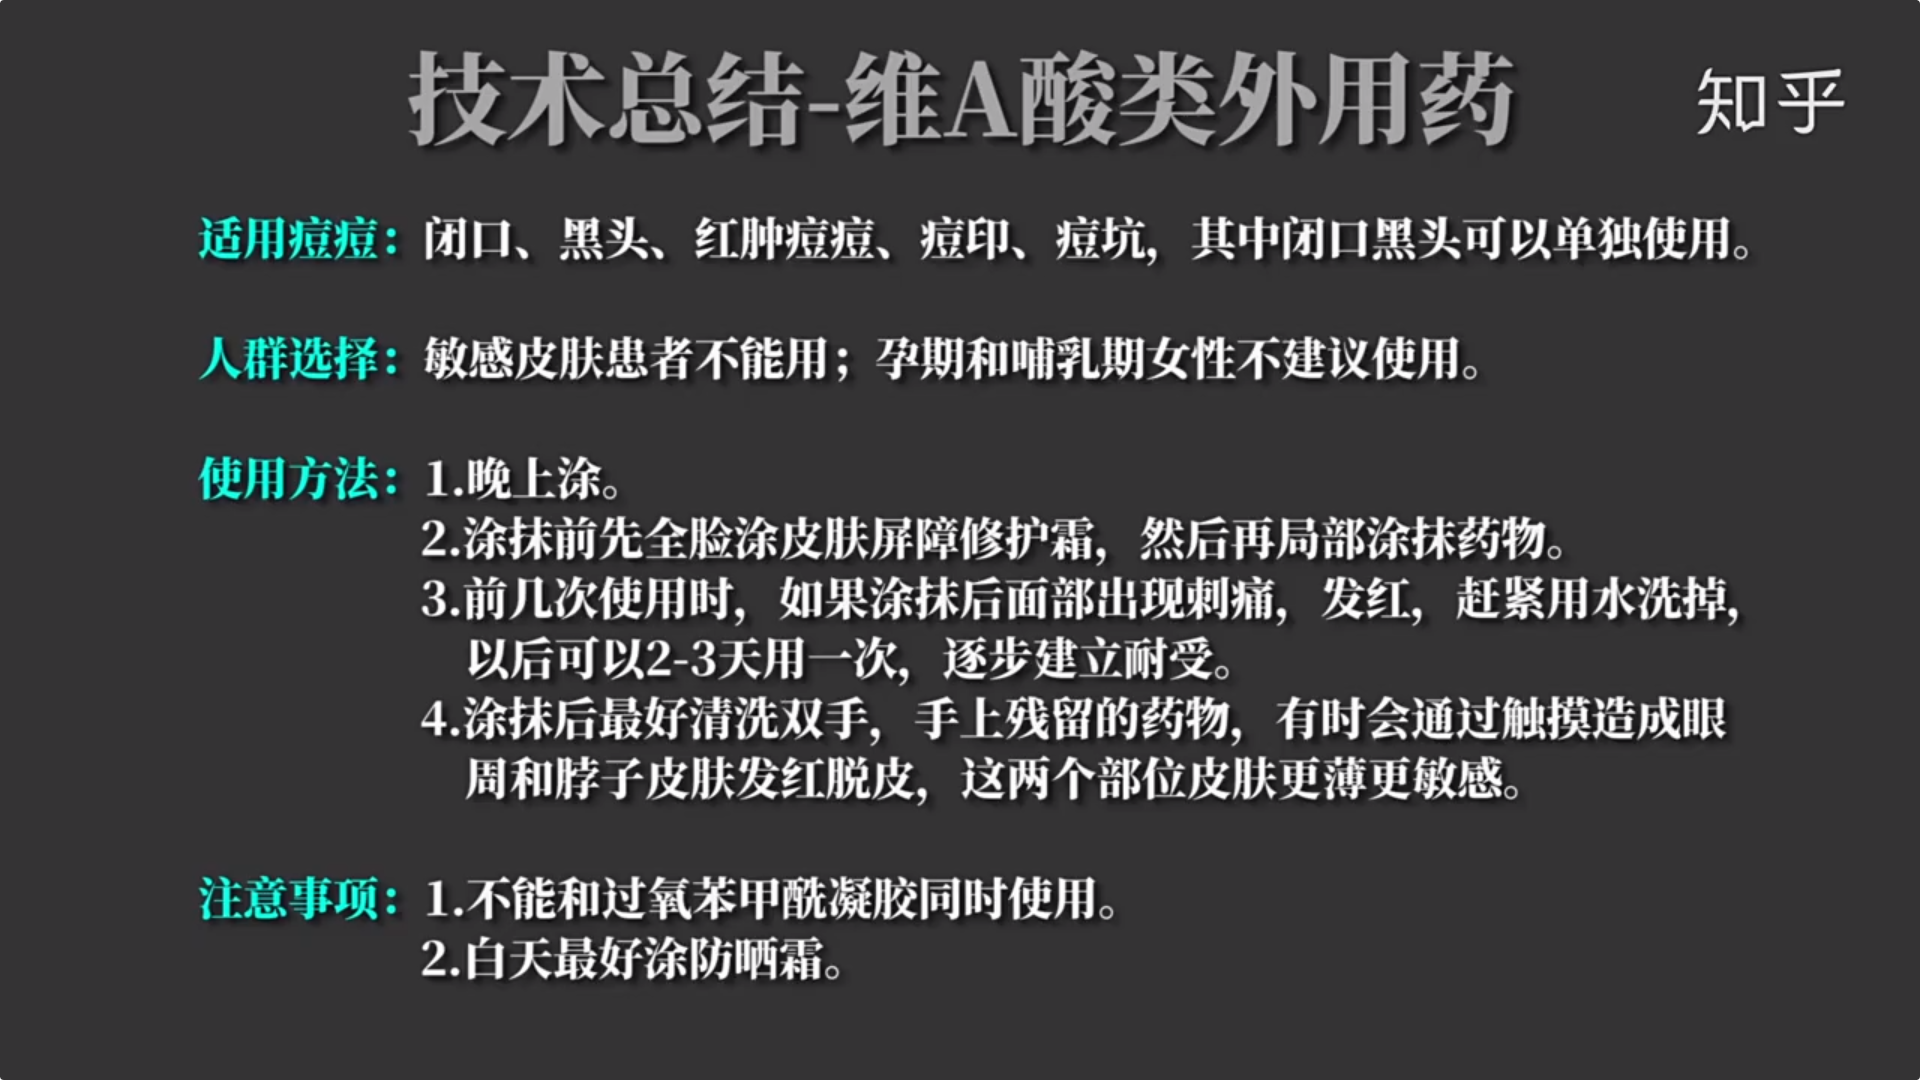 技术总结-维A酸类外用药
知乎
适用痘痘：闭口、黑头、红肿痘痘、痘印、痘坑，其中闭口黑头可以单独使用。
人群选择：敏感皮肤患者不能用；孕期和哺乳期女性不建议使用。
使用方法：1.晚上涂。
2.涂抹前先全脸涂皮肤屏障修护霜，然后再局部涂抹药物。
3.前几次使用时，如果涂抹后面部出现刺痛，发红，赶紧用水洗掉，
以后可以2-3天用一次，逐步建立耐受。
4.涂抹后最好清洗双手，手上残留的药物，有时会通过触摸造成眼
周和脖子皮肤发红脱皮，这两个部位皮肤更薄更敏感。
注意事项：1.不能和过氧苯甲酰凝胶同时使用。
2.白天最好涂防晒霜。